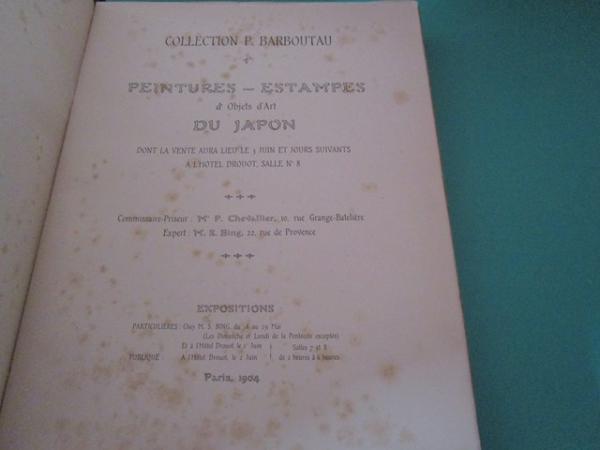 COLLECTION P. BARBOUTAU
PEINTURES – ESTAMPES
& Objets d'Art
DU JAPON
DONT LA VENTE AURA LIEU LE 3 JUIN ET JOURS SUIVANTS
A L'HÔTEL DROUOT, SALLE N° 8
Commissaire-Priseur : Me P. Chevallier, 10, rue Grange-Batelière
Expert : M. S. Bing, 22, rue de Provence
EXPOSITIONS
PARTICULIÈRES : Chez M. S. BING, du au 29 Mai
(Les Dimanche et Lundi de la Pentecôte exceptés)
Et à l'Hôtel Drouot, le 1er Juin
Salles 7 et 8
PUBLIQUE : A l'Hôtel Drouot, le 2 Juin
de 2 heures à 6 heures
Paris, 1904